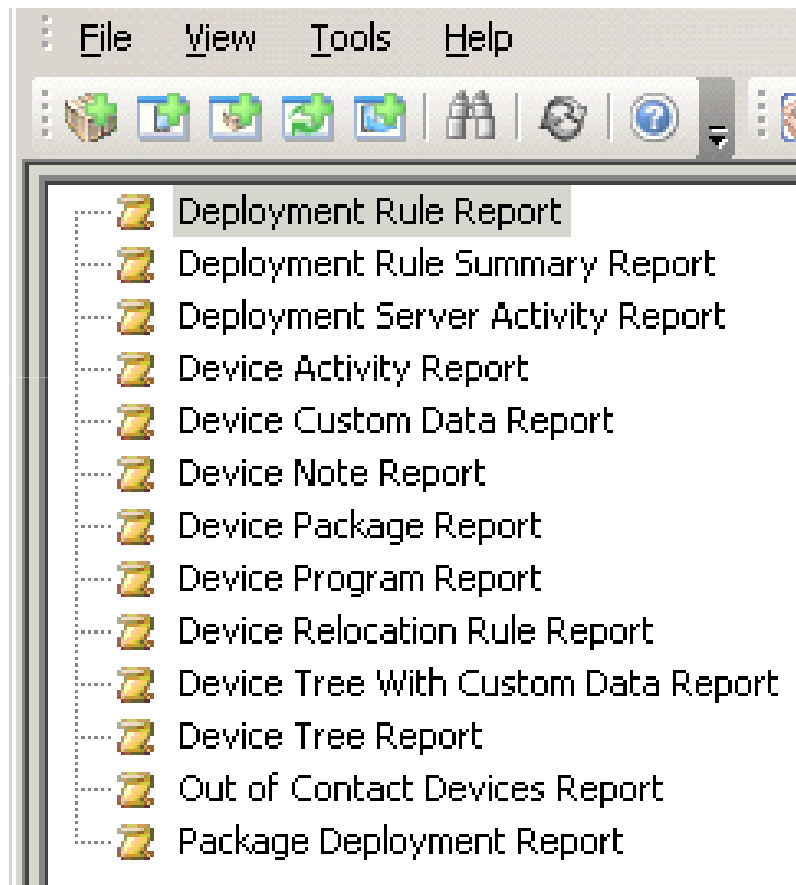 File View Tools Help
Deployment Rule Report
Deployment Rule Summary Report
Deployment Server Activity Report
Device Activity Report
Device Custom Data Report
Device Note Report
Device Package Report
Device Program Report
Device Relocation Rule Report
Device Tree With Custom Data Report
Device Tree Report
Out of Contact Devices Report
Package Deployment Report